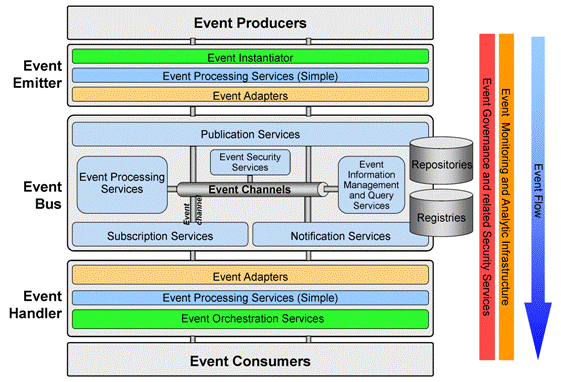 Event Producers
Event
Emitter
Event Instantiator
Event Processing Services (Simple)
Event Adapters
Event
Bus
Publication Services
Event Processing
Services
Event Security
Services
Event
Information
Management
and Query
Services
Event Channels
Event
channel
Subscription Services
Notification Services
Repositories
Registries
Event
Handler
Event Adapters
Event Processing Services (Simple)
Event Orchestration Services
Event Consumers
Event Governance and related Security Services
Event Monitoring and Analytic Infrastructure
Event Flow